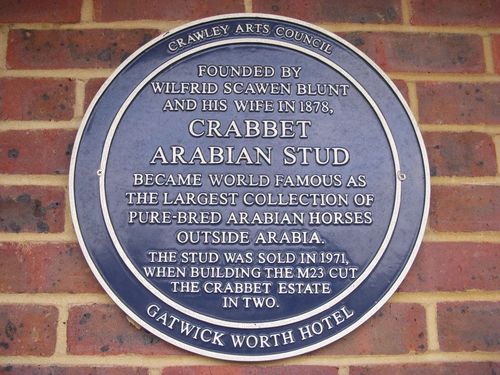 CRAWLEY ARTS COUNCIL
FOUNDED BY
WILFRID SCAWEN BLUNT
AND HIS WIFE IN 1878,
CRABBET
ARABIAN STUD
BECAME WORLD FAMOUS AS
THE LARGEST COLLECTION OF
PURE-BRED ARABIAN HORSES
OUTSIDE ARABIA.
THE STUD WAS SOLD IN 1971,
WHEN BUILDING THE M23 CUT
THE CRABBET ESTATE
IN TWO.
GATWICK WORTH HOTEL